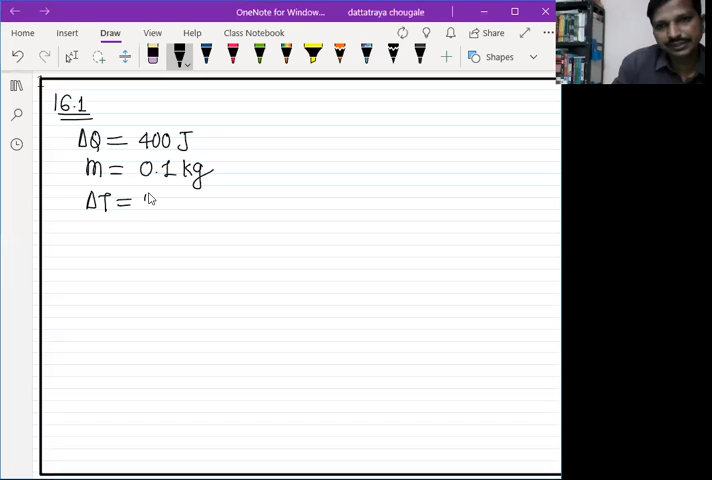 OneNote for Window...
dattatraya chougale
Home
Insert
Draw
View
Help
Class Notebook
Share
Shapes
16.1
ΔQ = 400 J
m = 0.1 kg
ΔT =